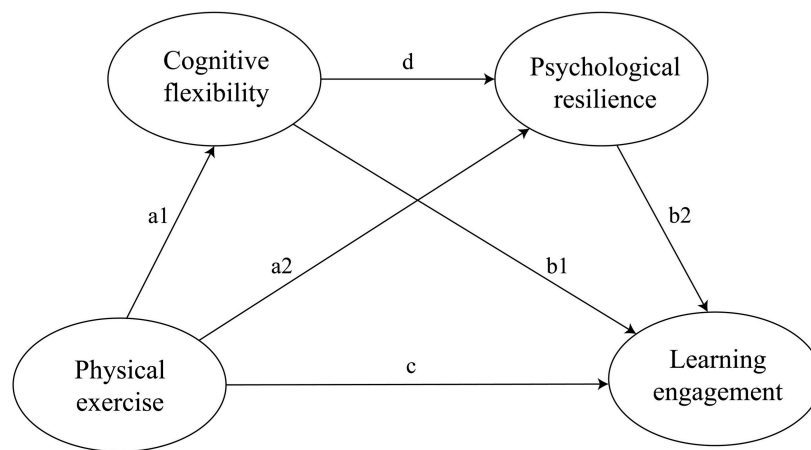 Cognitive
flexibility
d
Psychological
resilience
a1
a2
b1
b2
Physical
exercise
c
Learning
engagement